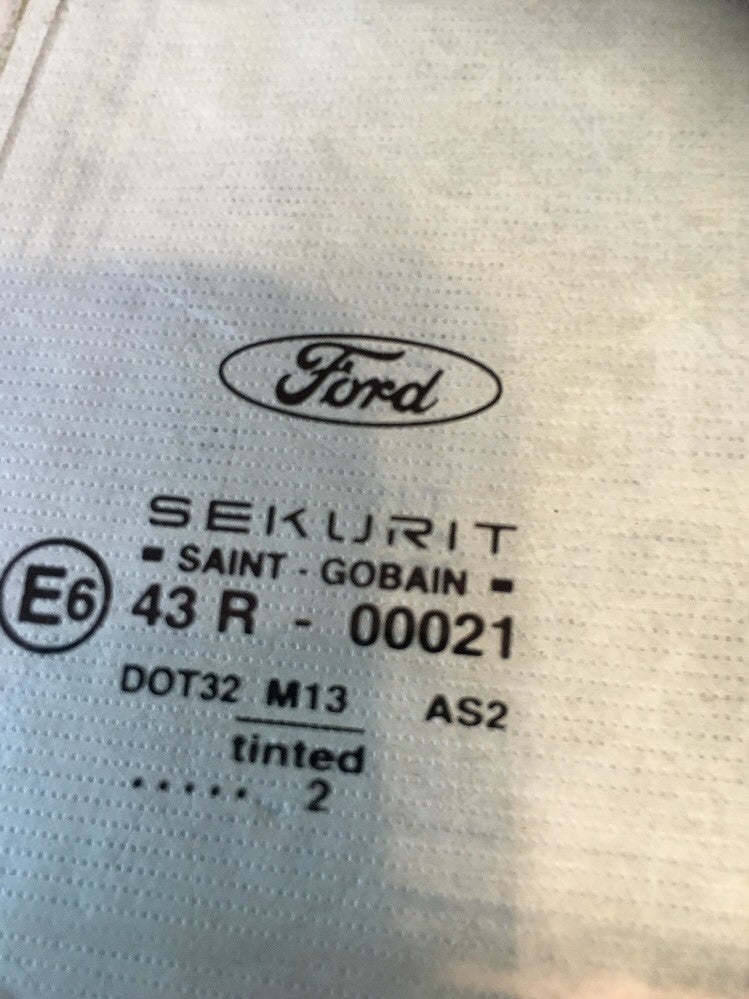 Ford
SEKURIT
SAINT - GOBAIN
E6 43 R - 00021
DOT32 M13 AS2
tinted
..... 2